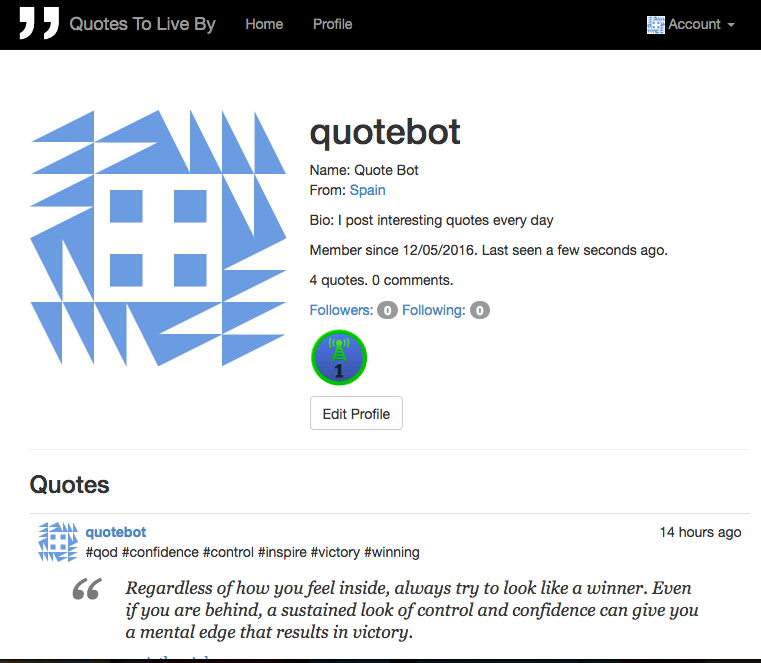 Quotes To Live By Home Profile Account
quotebot
Name: Quote Bot
From: Spain
Bio: I post interesting quotes every day
Member since 12/05/2016. Last seen a few seconds ago.
4 quotes. 0 comments.
Followers: 0 Following: 0
1
Edit Profile
Quotes
quotebot 14 hours ago
#qod #confidence #control #inspire #victory #winning
Regardless of how you feel inside, always try to look like a winner. Even
if you are behind, a sustained look of control and confidence can give you
a mental edge that results in victory.